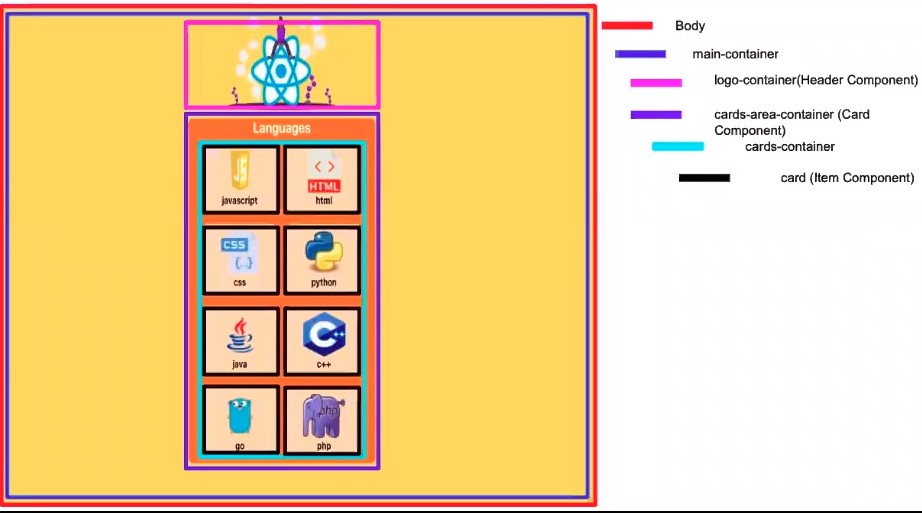 Languages
JS
javascript
< >
HTML
html
CSS
{..}
css
python
java
C++
c++
go
php
php
Body
main-container
logo-container(Header Component)
cards-area-container (Card
Component)
cards-container
card (Item Component)